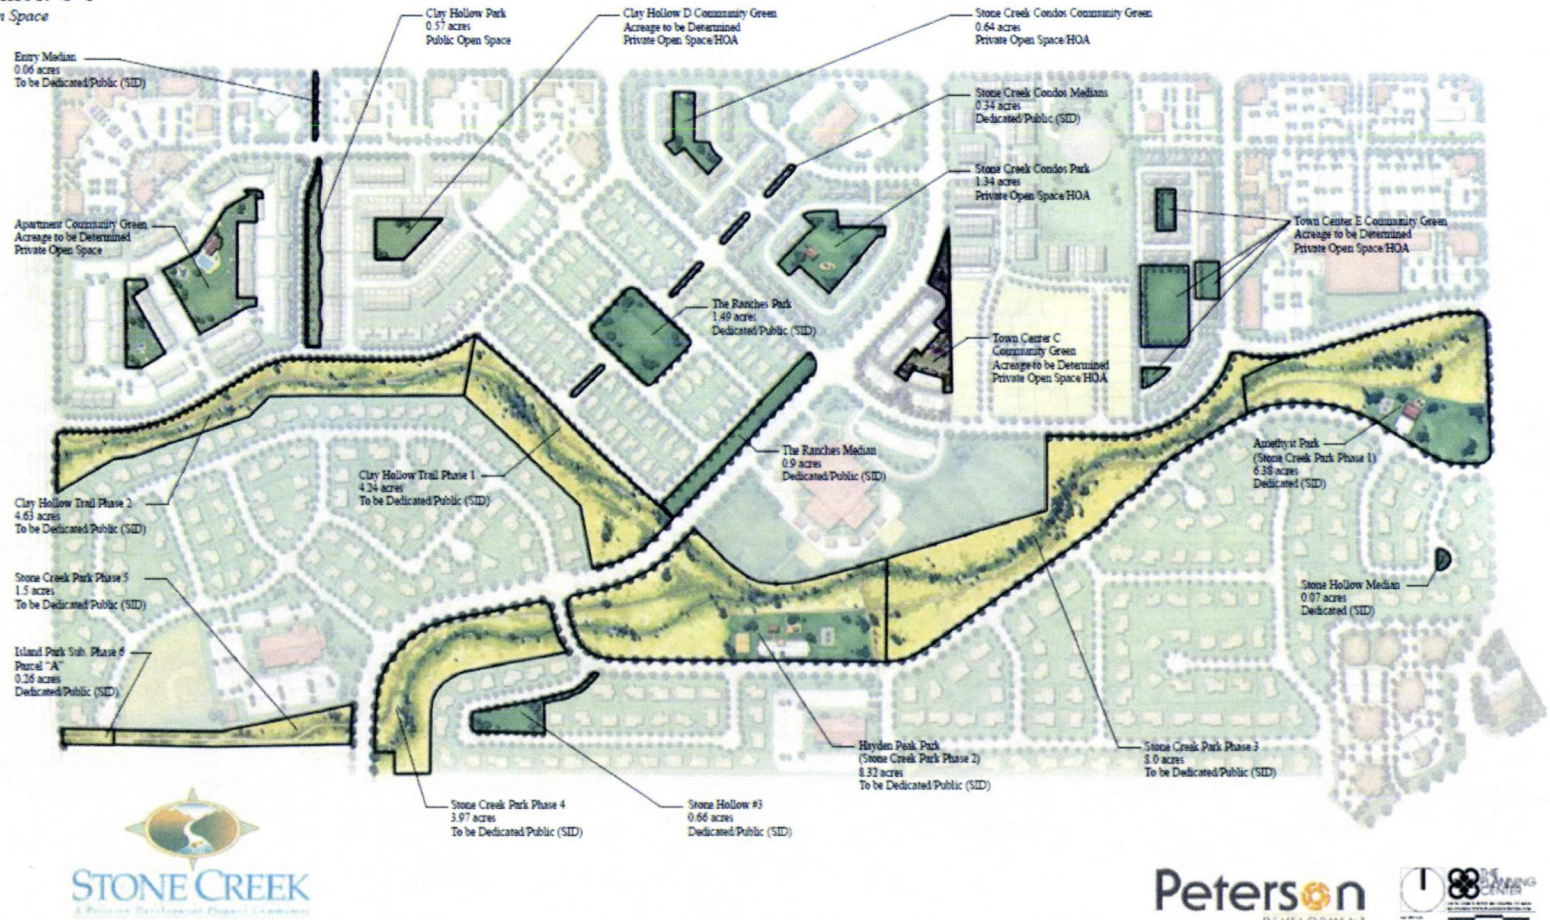 Space
Clay Hollow Park
0.57 acres
Public Open Space
Clay Hollow D Community Green
Acreage to be Determined
Private Open Space/HOA
Stone Creek Condos Community Green
0.64 acres
Private Open Space/HOA
Entry Median
0.06 acres
To be Dedicated/Public (SID)
Stone Creek Condos Medians
0.34 acres
Dedicated/Public (SID)
Stone Creek Condos Park
1.34 acres
Private Open Space/HOA
Apartment Community Green
Acreage to be Determined
Private Open Space
Town Center E Community Green
Acreage to be Determined
Private Open Space/HOA
The Ranches Park
1.49 acres
Dedicated/Public (SID)
Town Center C
Community Green
Acreage to be Determined
Private Open Space/HOA
The Ranches Median
0.9 acres
Dedicated/Public (SID)
Amethyst Park
(Stone Creek Park Phase 1)
6.38 acres
Dedicated (SID)
Clay Hollow Trail Phase 1
4.24 acres
To be Dedicated/Public (SID)
Clay Hollow Trail Phase 2
4.63 acres
To be Dedicated/Public (SID)
Stone Creek Park Phase 5
1.5 acres
To be Dedicated/Public (SID)
Stone Hollow Median
0.07 acres
Dedicated (SID)
Island Park Sub. Phase 6
Parcel "A"
0.26 acres
Dedicated/Public (SID)
Hayden Peak Park
(Stone Creek Park Phase 2)
8.32 acres
To be Dedicated/Public (SID)
Stone Creek Park Phase 3
8.0 acres
To be Dedicated/Public (SID)
Stone Creek Park Phase 4
3.97 acres
To be Dedicated/Public (SID)
Stone Hollow #3
0.66 acres
Dedicated/Public (SID)
STONE CREEK
A Peterson Development Planned Community
Peterson
DEVELOPMENT
THE
PLANNING
CENTER